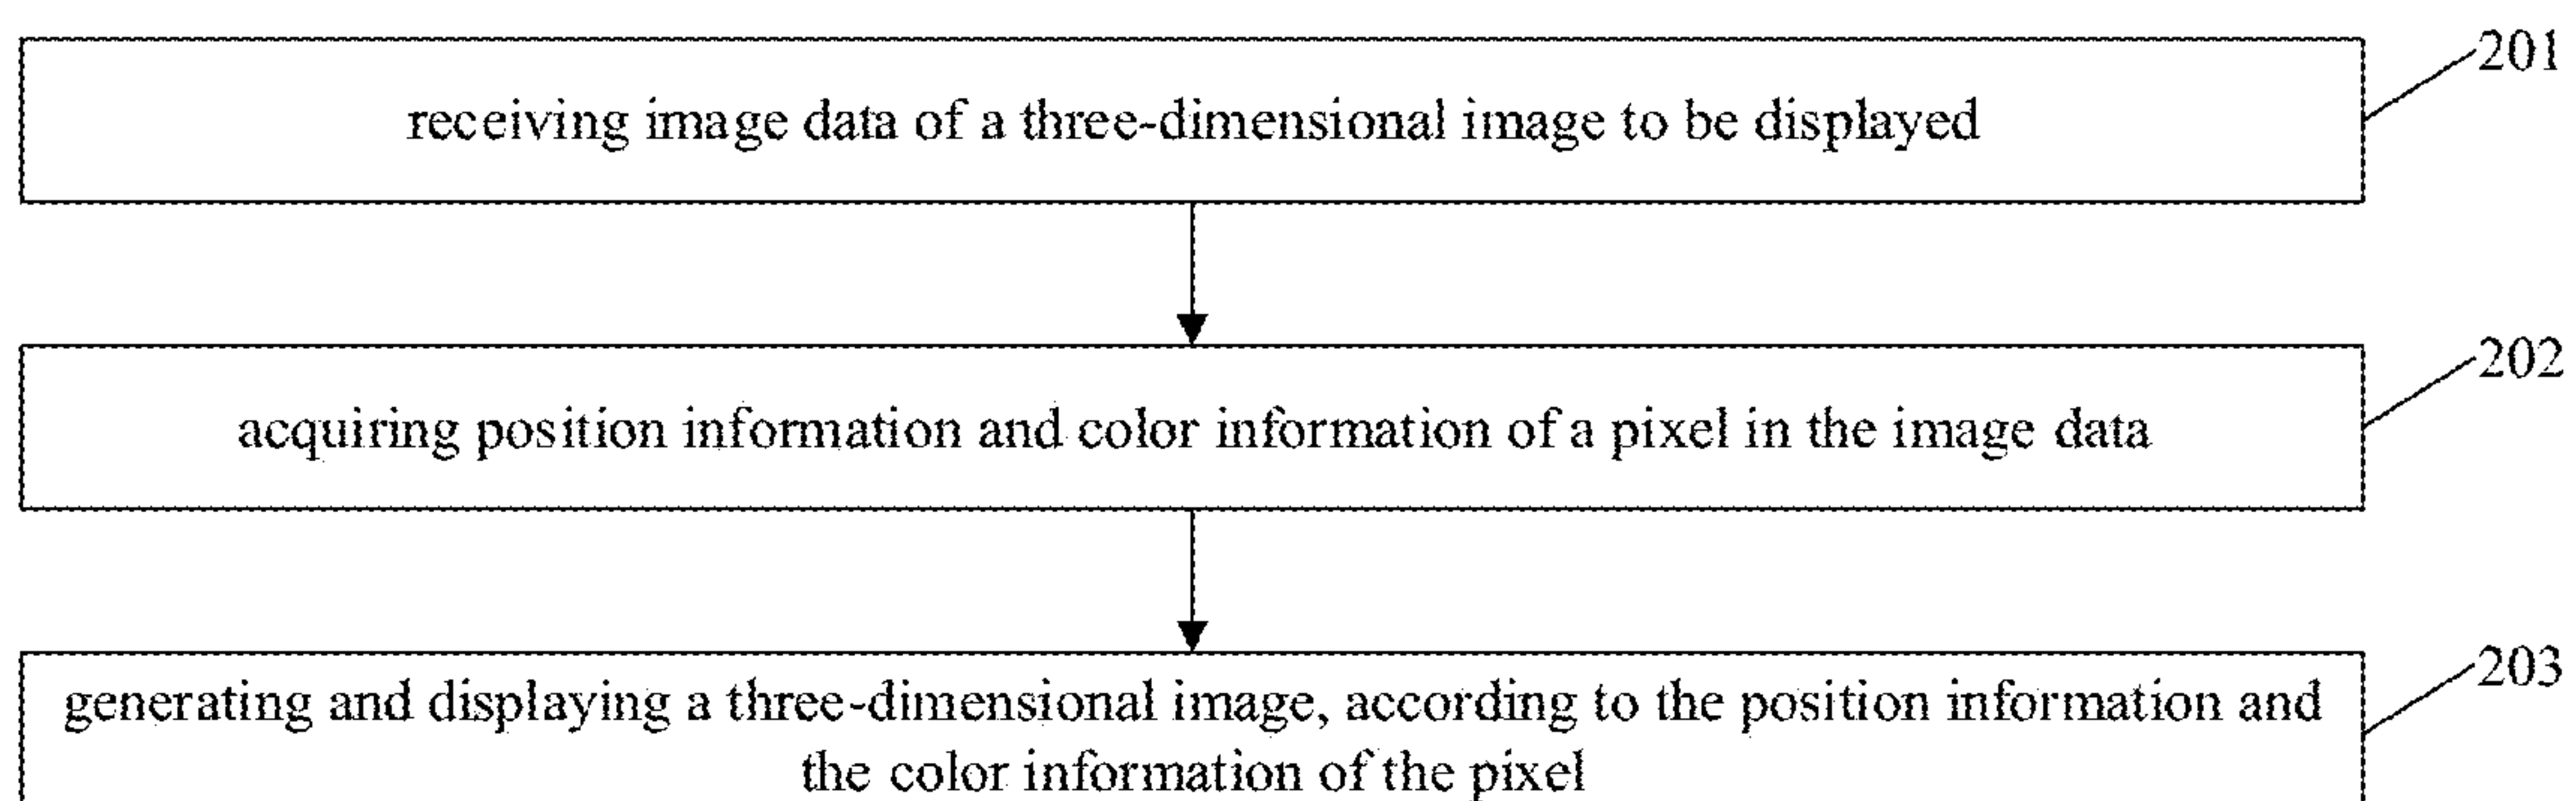 201
receiving image data of a three-dimensional image to be displayed
202
acquiring position information and color information of a pixel in the image data
203
generating and displaying a three-dimensional image, according to the position information and
the color information of the pixel